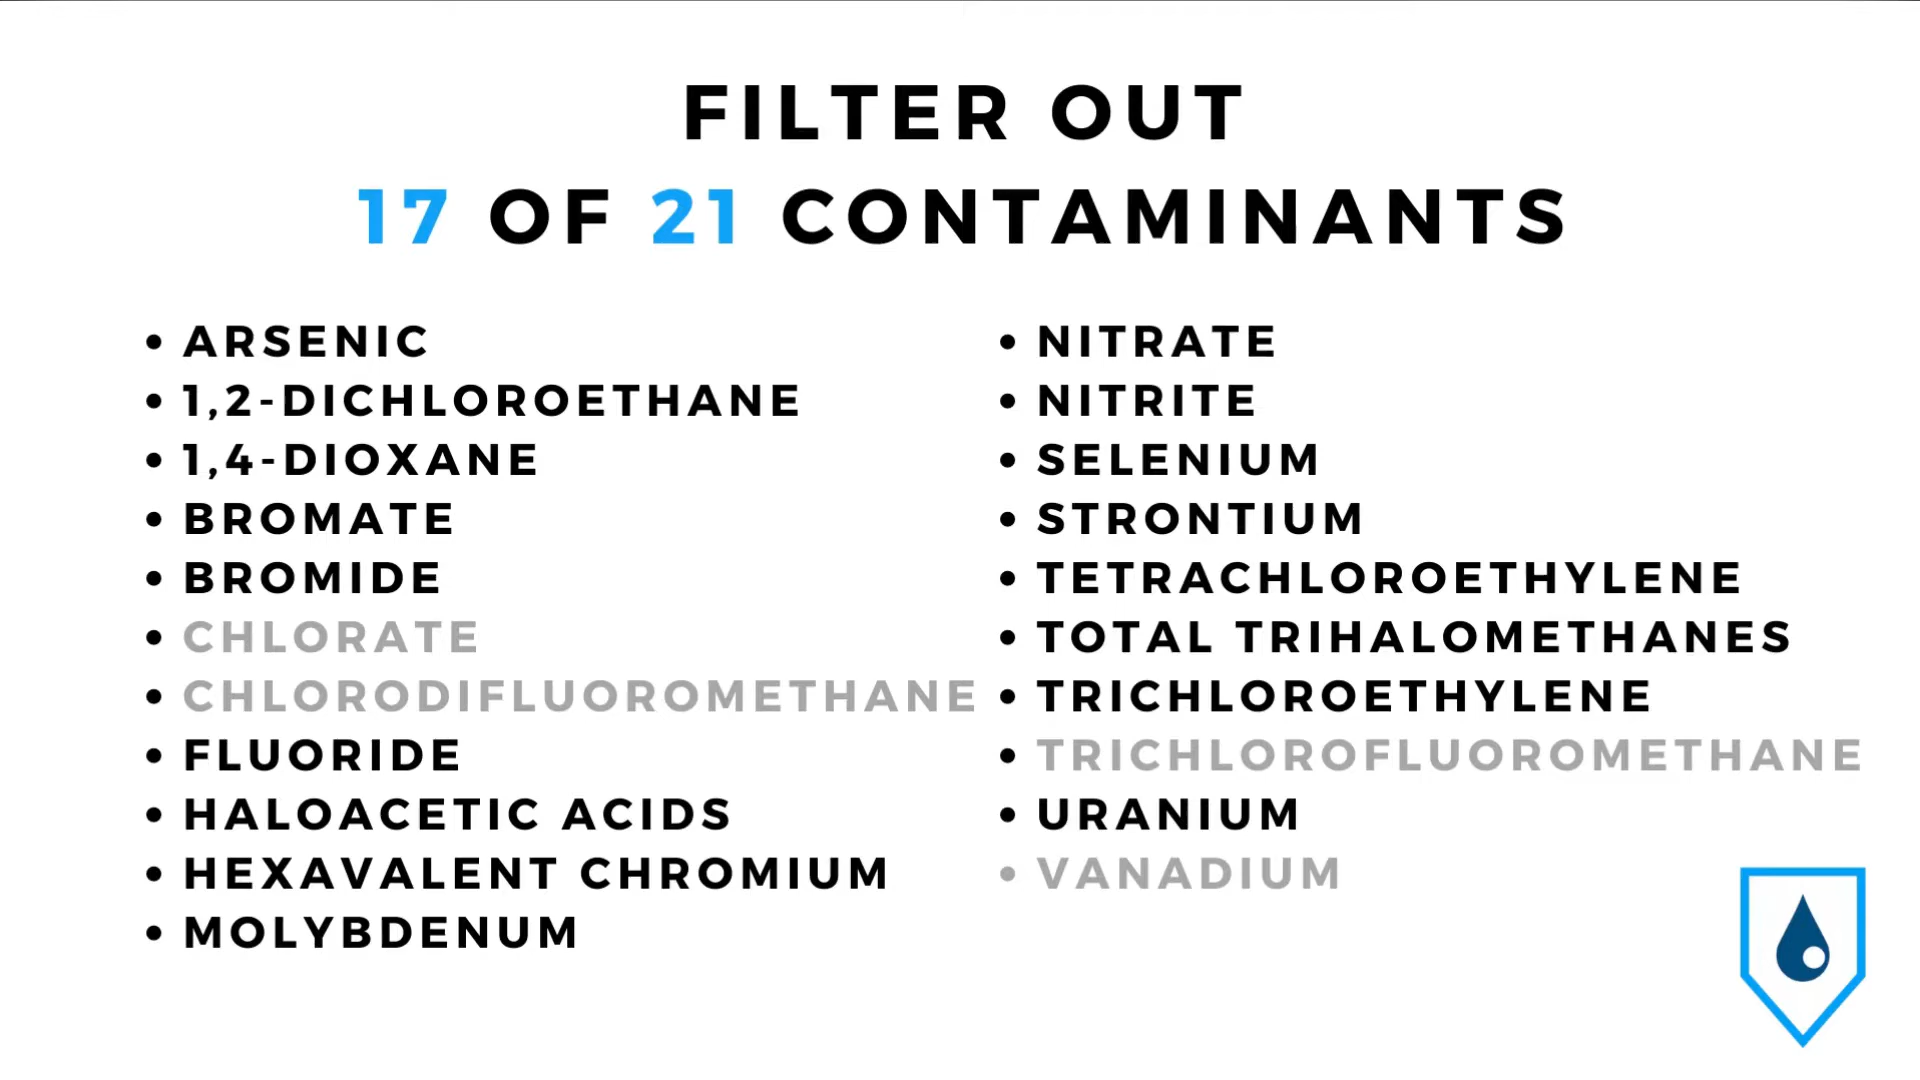 FILTER OUT
17 OF 21 CONTAMINANTS
• ARSENIC
• 1,2-DICHLOROETHANE
• 1,4-DIOXANE
• BROMATE
• BROMIDE
• CHLORATE
• CHLORODIFLUOROMETHANE
• FLUORIDE
• HALOACETIC ACIDS
• HEXAVALENT CHROMIUM
• MOLYBDENUM
• NITRATE
• NITRITE
• SELENIUM
• STRONTIUM
• TETRACHLOROETHYLENE
• TOTAL TRIHALOMETHANES
• TRICHLOROETHYLENE
• TRICHLOROFLUOROMETHANE
• URANIUM
• VANADIUM